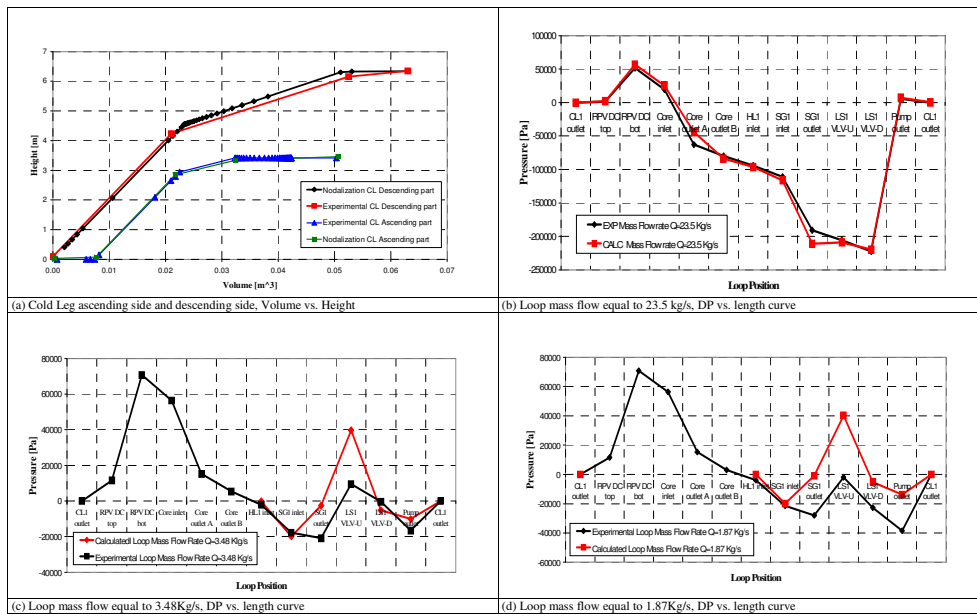 7
6
5
4
3
2
1
0
Height [m]
0.00 0.01 0.02 0.03 0.04 0.05 0.06 0.07
Volume [m^3]
Nodalization CL Descending part
Experimental CL Descending part
Experimental CL Ascending part
Nodalization CL Ascending part
(a) Cold Leg ascending side and descending side, Volume vs. Height
100000
50000
0
-50000
-100000
-150000
-200000
-250000
Pressure [Pa]
CL1 outlet
RPV DC top
RPV DC bot
Core inlet
Core outlet A
Core outlet B
HL1 inlet
SG1 inlet
SG1 outlet
LS1 VLV-U
LS1 VLV-D
Pump outlet
CL1 outlet
EXP Mass Flowrate Q=23.5 Kg/s
CALC Mass Flowrate Q=23.5 Kg/s
Loop Position
(b) Loop mass flow equal to 23.5 kg/s, DP vs. length curve
80000
60000
40000
20000
0
-20000
-40000
Pressure [Pa]
CL1 outlet
RPV DC top
RPV DC bot
Core inlet
Core outlet A
Core outlet B
HL1 inlet
SG1 inlet
SG1 outlet
LS1 VLV-U
LS1 VLV-D
Pump outlet
CL1 outlet
Calculated Loop Mass Flow Rate Q=3.48 Kg/s
Experimental Loop Mass Flow Rate Q=3.48 Kg/s
Loop Position
(c) Loop mass flow equal to 3.48Kg/s, DP vs. length curve
80000
60000
40000
20000
0
-20000
-40000
-60000
Pressure [Pa]
CL1 outlet
RPV DC top
RPV DC bot
Core inlet
Core outlet A
Core outlet B
HL1 inlet
SG1 inlet
SG1 outlet
LS1 VLV-U
LS1 VLV-D
Pump outlet
CL1 outlet
Experimental Loop Mass Flow Rate Q=1.87 Kg/s
Calculated Loop Mass Flow Rate Q=1.87 Kg/s
Loop Position
(d) Loop mass flow equal to 1.87Kg/s, DP vs. length curve